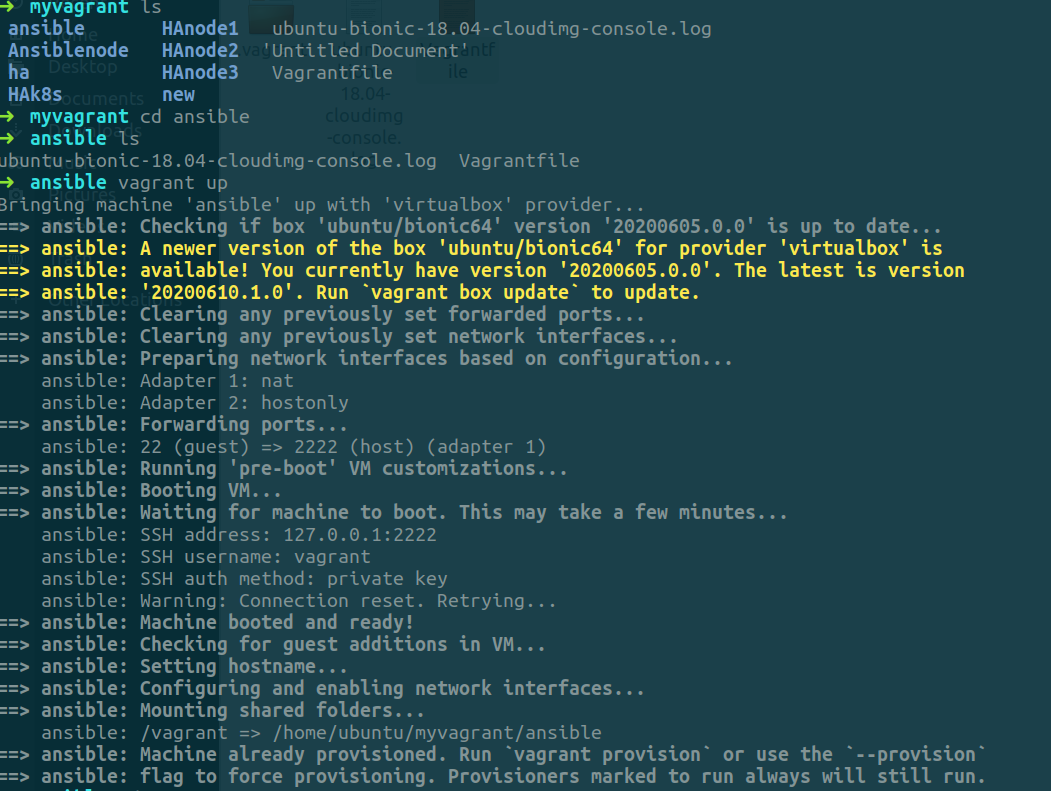 → myvagrant ls
ansible HAnode1 ubuntu-bionic-18.04-cloudimg-console.log
Ansiblenode HAnode2 'Untitled Document'
ha HAnode3 Vagrantfile
HAk8s new
→ myvagrant cd ansible
→ ansible ls
ubuntu-bionic-18.04-cloudimg-console.log Vagrantfile
→ ansible vagrant up
Bringing machine 'ansible' up with 'virtualbox' provider...
==> ansible: Checking if box 'ubuntu/bionic64' version '20200605.0.0' is up to date...
==> ansible: A newer version of the box 'ubuntu/bionic64' for provider 'virtualbox' is
==> ansible: available! You currently have version '20200605.0.0'. The latest is version
==> ansible: '20200610.1.0'. Run `vagrant box update` to update.
==> ansible: Clearing any previously set forwarded ports...
==> ansible: Clearing any previously set network interfaces...
==> ansible: Preparing network interfaces based on configuration...
ansible: Adapter 1: nat
ansible: Adapter 2: hostonly
==> ansible: Forwarding ports...
ansible: 22 (guest) => 2222 (host) (adapter 1)
==> ansible: Running 'pre-boot' VM customizations...
==> ansible: Booting VM...
==> ansible: Waiting for machine to boot. This may take a few minutes...
ansible: SSH address: 127.0.0.1:2222
ansible: SSH username: vagrant
ansible: SSH auth method: private key
ansible: Warning: Connection reset. Retrying...
==> ansible: Machine booted and ready!
==> ansible: Checking for guest additions in VM...
==> ansible: Setting hostname...
==> ansible: Configuring and enabling network interfaces...
==> ansible: Mounting shared folders...
ansible: /vagrant => /home/ubuntu/myvagrant/ansible
==> ansible: Machine already provisioned. Run `vagrant provision` or use the `--provision`
==> ansible: flag to force provisioning. Provisioners marked to run always will still run.
Desktop
Documents
18.04-
cloudimg
-console.